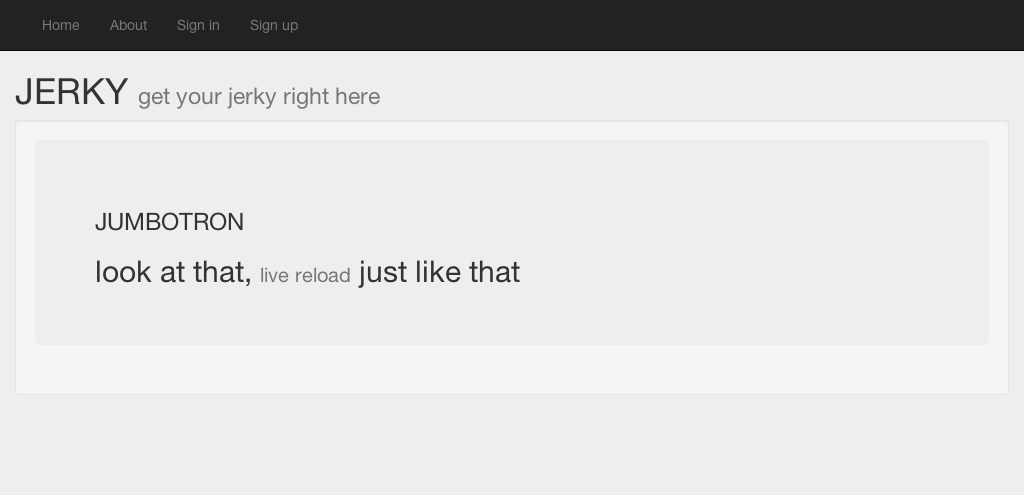 Home About Sign in Sign up
JERKY get your jerky right here
JUMBOTRON
look at that, live reload just like that